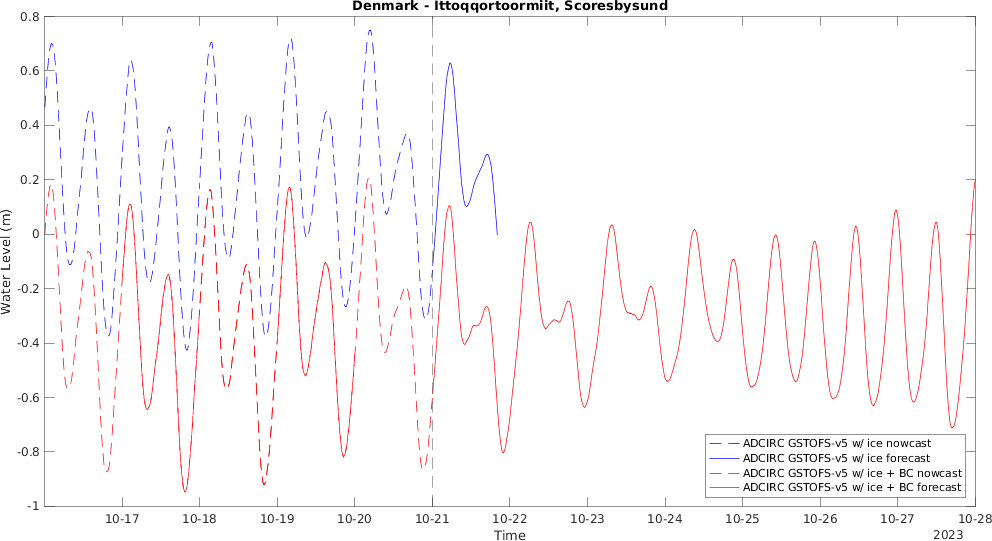 Denmark - Ittoqqortoormiit, Scoresbysund
0.8
0.6
0.4
0.2
0
-0.2
-0.4
-0.6
-0.8
-1
Water Level (m)
ADCIRC GSTOFS-v5 w/ ice nowcast
ADCIRC GSTOFS-v5 w/ ice forecast
ADCIRC GSTOFS-v5 w/ ice + BC nowcast
ADCIRC GSTOFS-v5 w/ ice + BC forecast
10-17 10-18 10-19 10-20 10-21 10-22 10-23 10-24 10-25 10-26 10-27 10-28
Time
2023